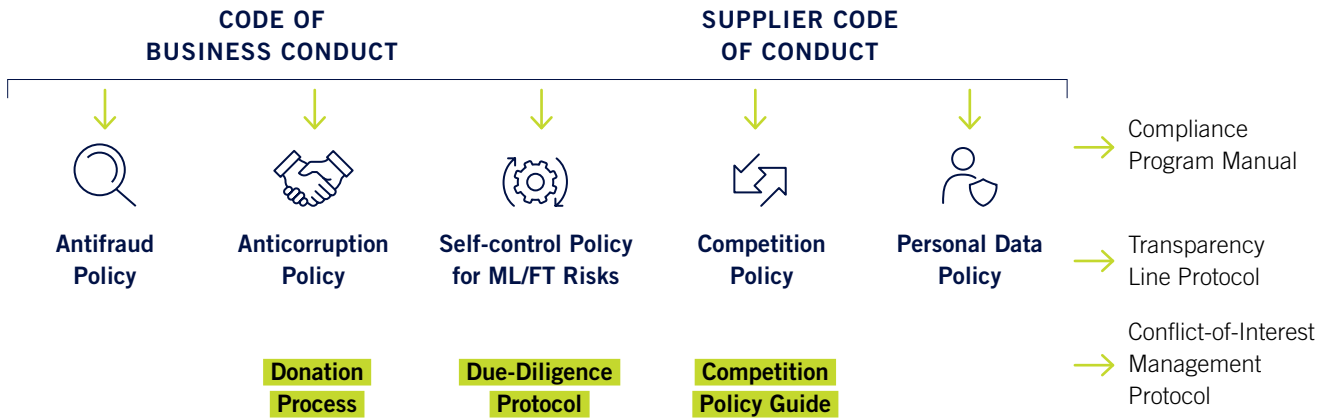 CODE OF
BUSINESS CONDUCT
SUPPLIER CODE
OF CONDUCT
Antifraud
Policy
Anticorruption
Policy
Self-control Policy
for ML/FT Risks
Competition
Policy
Personal Data
Policy
Donation
Process
Due-Diligence
Protocol
Competition
Policy Guide
Compliance
Program Manual
Transparency
Line Protocol
Conflict-of-Interest
Management
Protocol